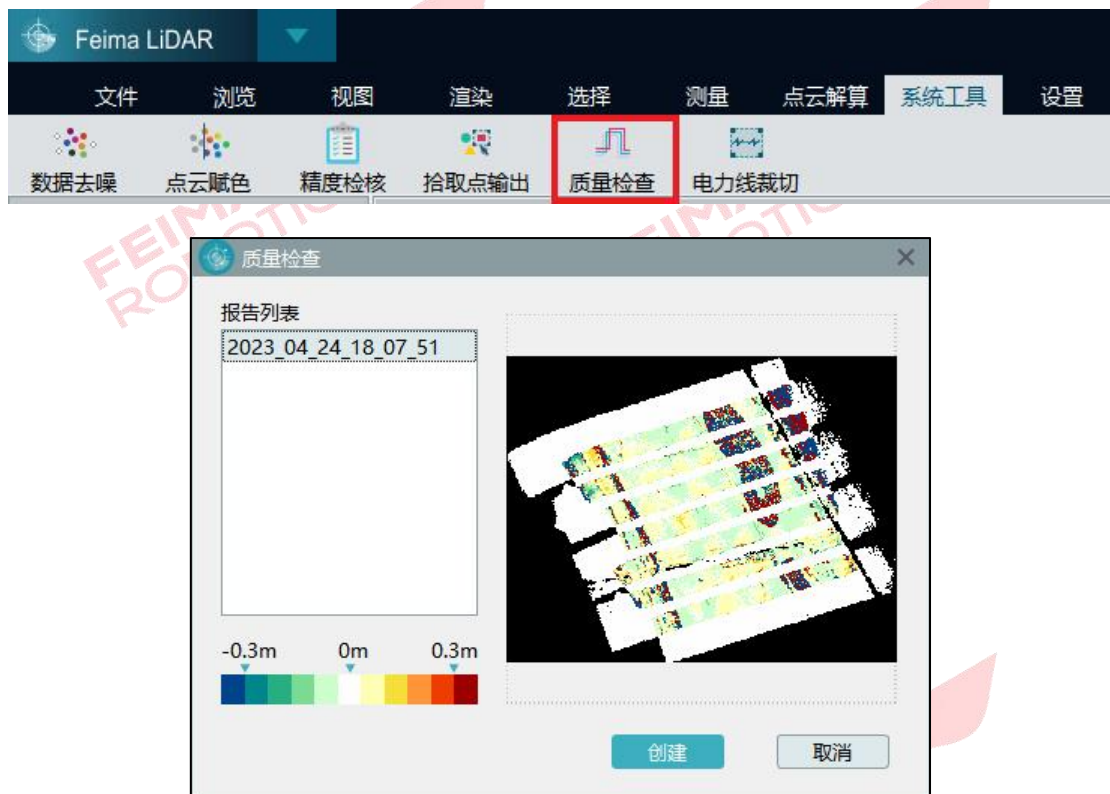 Feima LiDAR
文件 浏览 视图 渲染 选择 测量 点云解算 系统工具 设置
数据去噪 点云赋色 精度检核 拾取点输出 质量检查 电力线裁切
质量检查
报告列表
2023_04_24_18_07_51
-0.3m 0m 0.3m
创建 取消